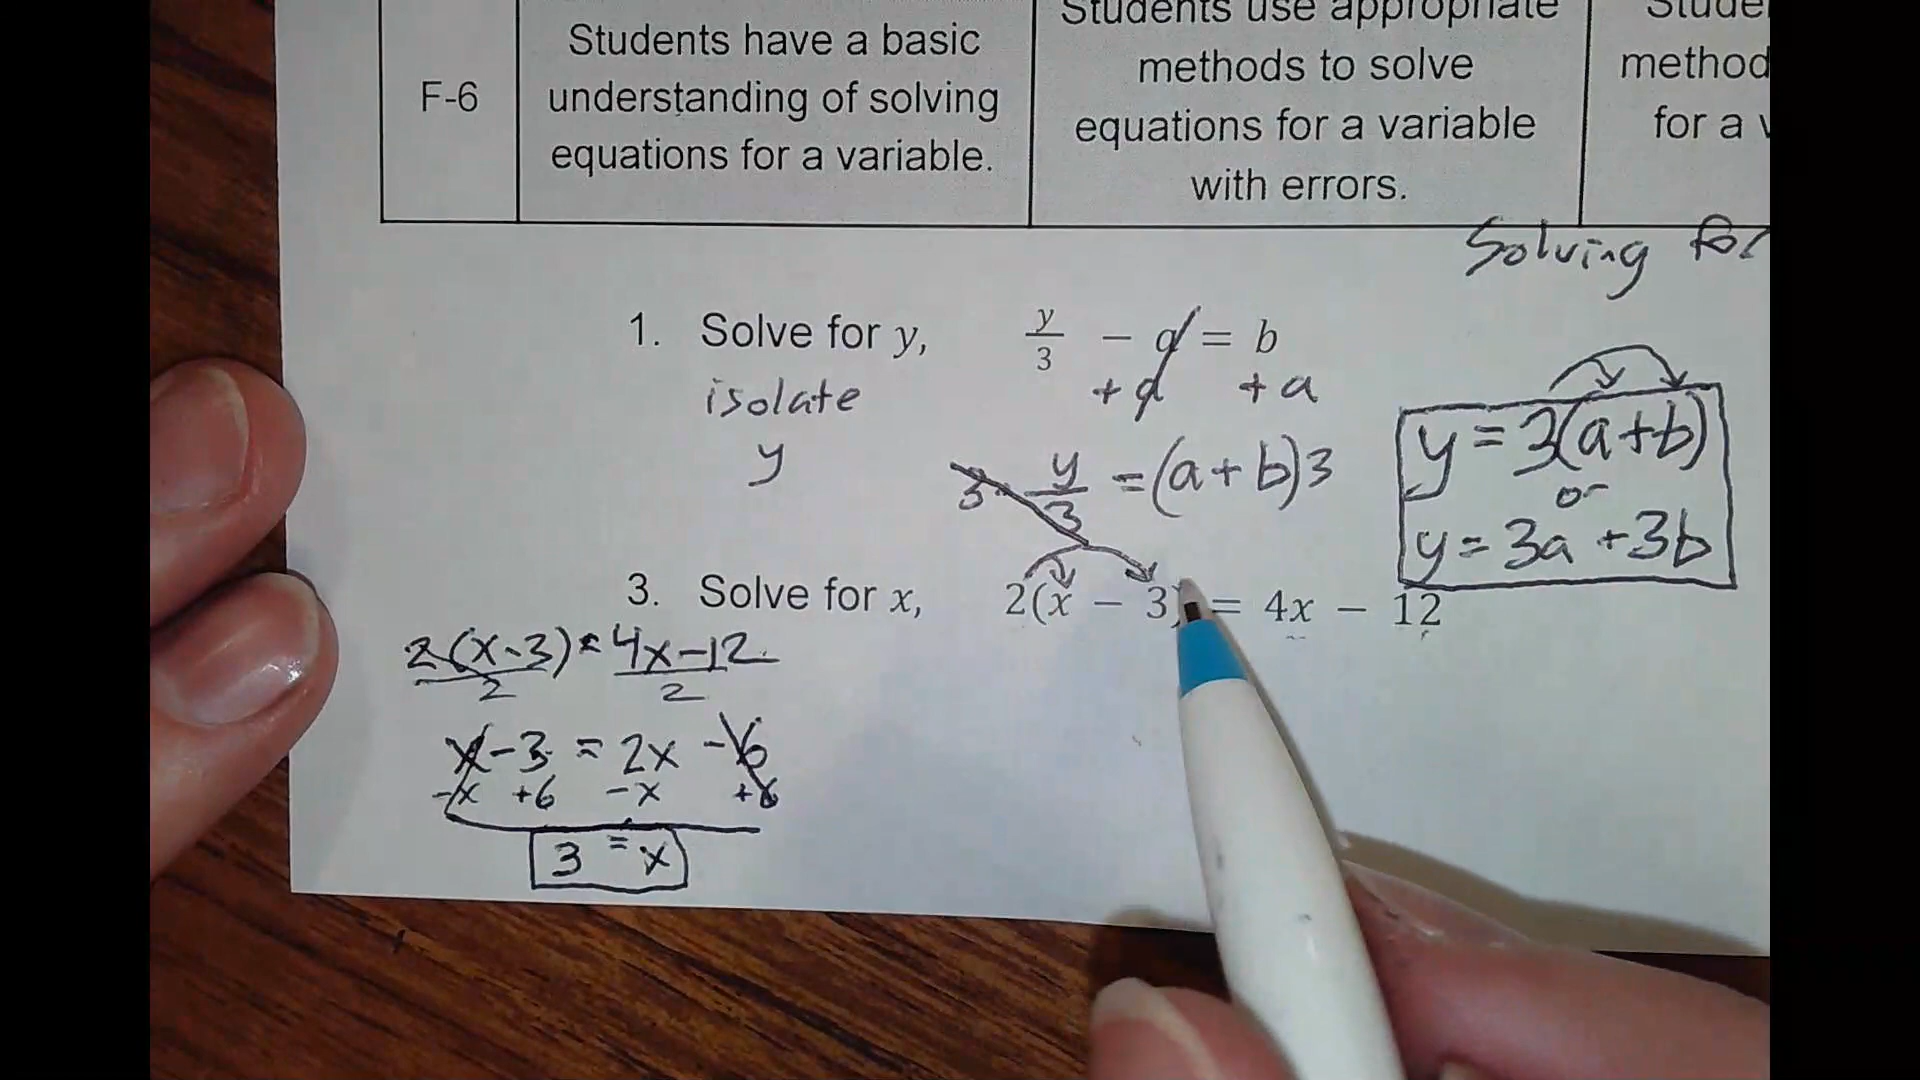 F-6
Students have a basic
understanding of solving
equations for a variable.
Students use appropriate
methods to solve
equations for a variable
with errors.
Solving for
1. Solve for y, y/3 - a = b
+a +a
isolate
y
3 · y/3 = (a + b)3
y = 3(a+b)
or
y = 3a + 3b
3. Solve for x, 2(x − 3) = 4x − 12
2(x-3)/2 = 4x-12/2
x - 3 = 2x - 6
-x +6 -x +6
3 = x